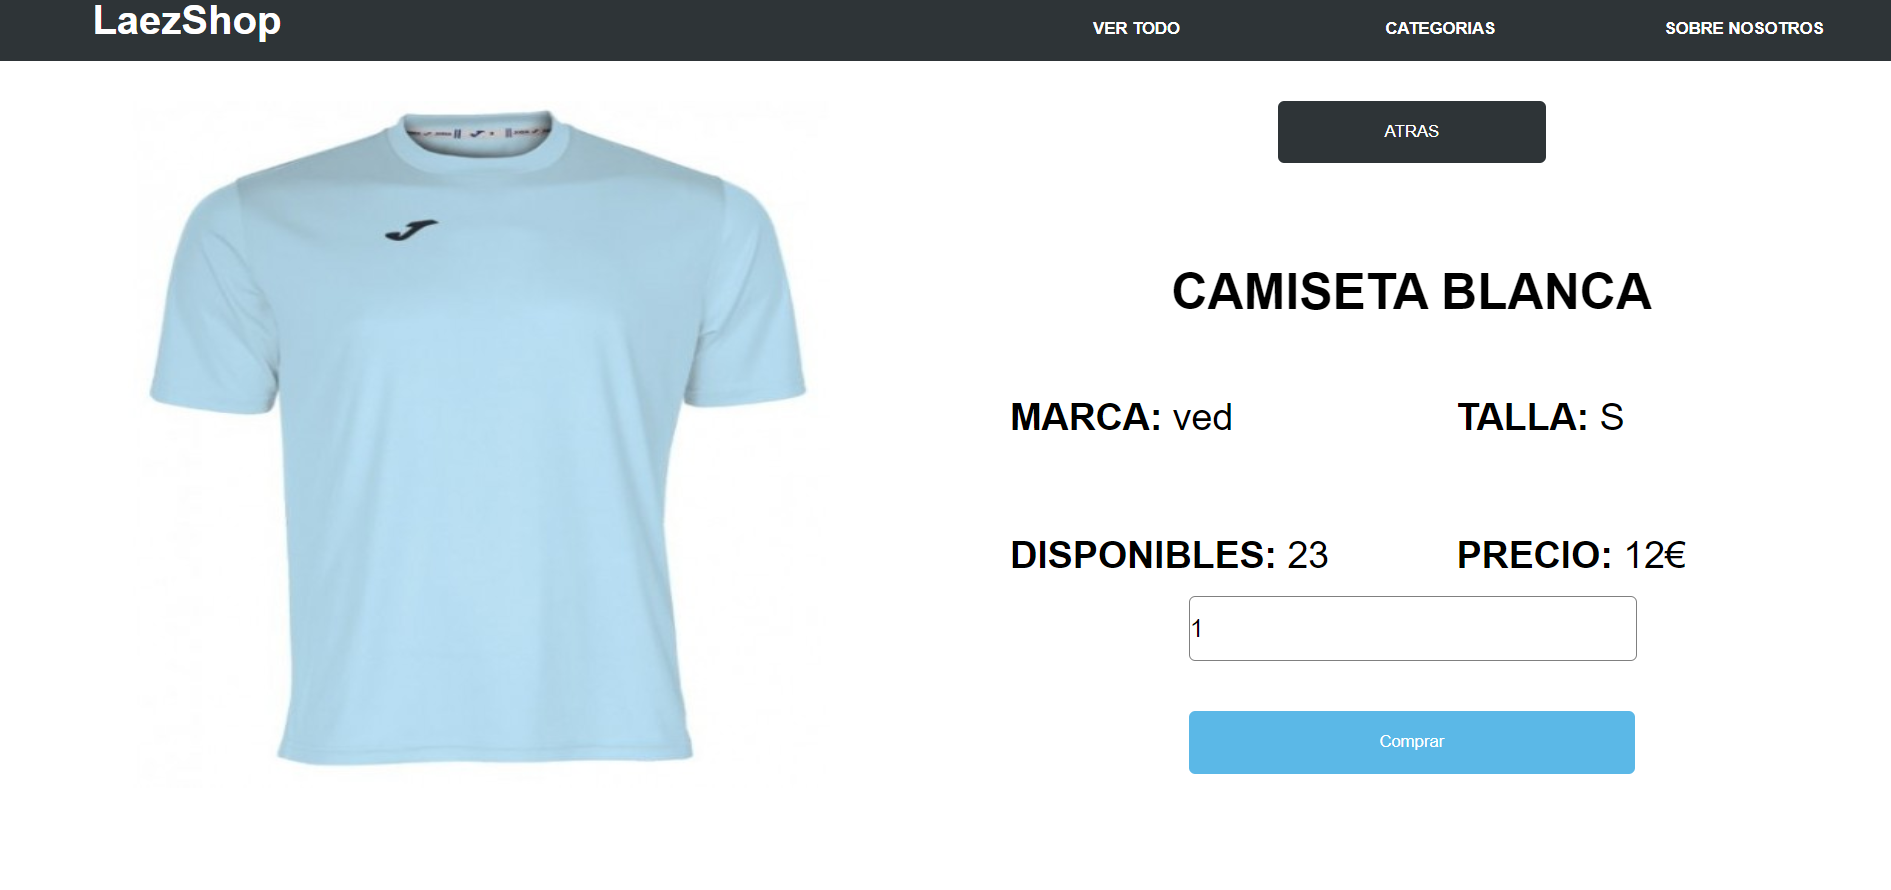 LaezShop
VER TODO
CATEGORIAS
SOBRE NOSOTROS
ATRAS
CAMISETA BLANCA
MARCA: ved
TALLA: S
DISPONIBLES: 23
PRECIO: 12€
1
Comprar